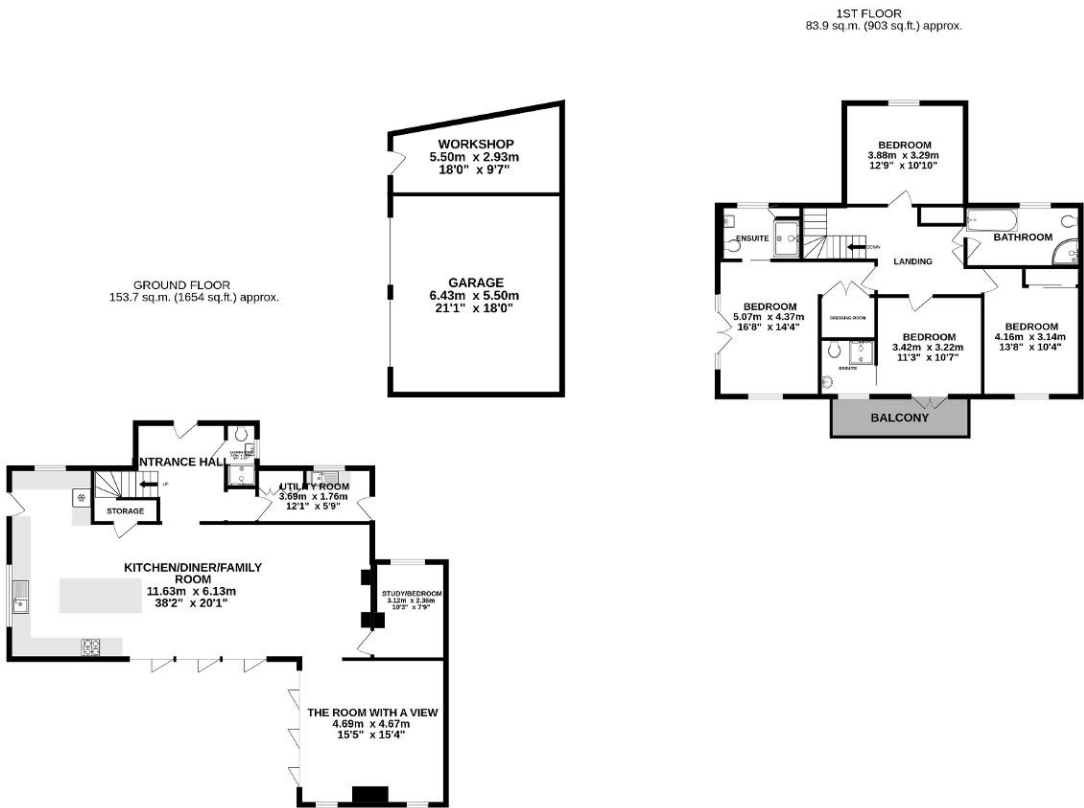 1ST FLOOR
83.9 sq.m. (903 sq.ft.) approx.
GROUND FLOOR
153.7 sq.m. (1654 sq.ft.) approx.
WORKSHOP
5.50m x 2.93m
18'0" x 9'7"
GARAGE
6.43m x 5.50m
21'1" x 18'0"
ENTRANCE HALL
UP
STORAGE
UTILITY ROOM
3.69m x 1.76m
12'1" x 5'9"
KITCHEN/DINER/FAMILY
ROOM
11.63m x 6.13m
38'2" x 20'1"
STUDY/BEDROOM
3.12m x 2.36m
10'3" x 7'9"
THE ROOM WITH A VIEW
4.69m x 4.67m
15'5" x 15'4"
BEDROOM
3.88m x 3.29m
12'9" x 10'10"
ENSUITE
DOWN
LANDING
BATHROOM
BEDROOM
5.07m x 4.37m
16'8" x 14'4"
DRESSING ROOM
ENSUITE
BEDROOM
3.42m x 3.22m
11'3" x 10'7"
BEDROOM
4.16m x 3.14m
13'8" x 10'4"
BALCONY